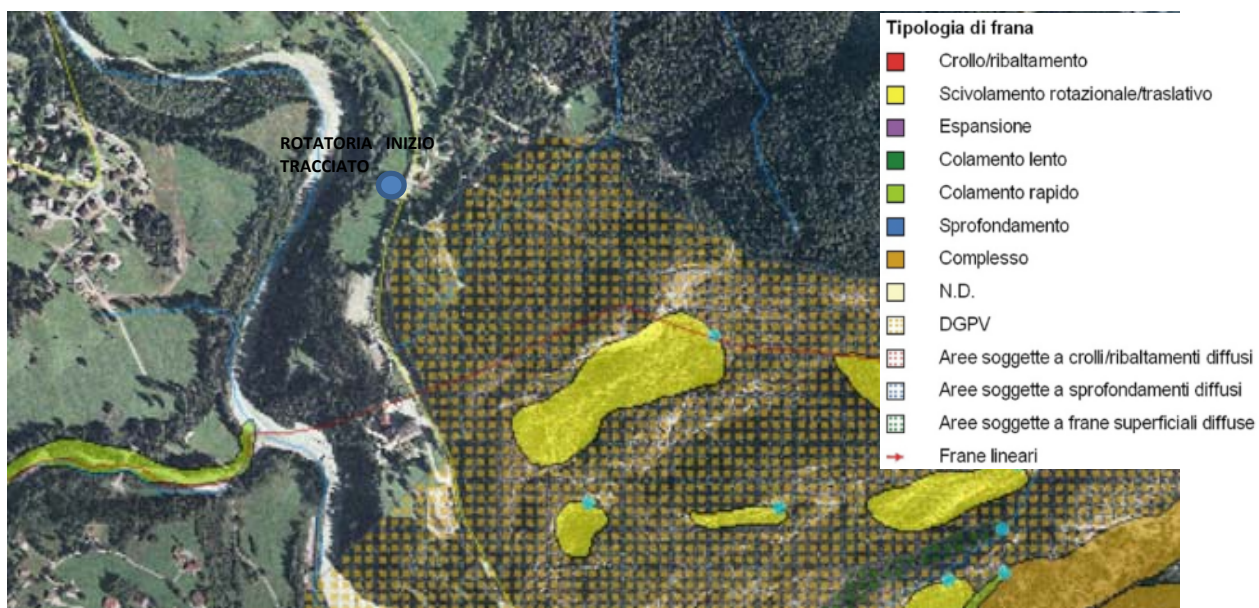 ROTATORIA INIZIO
TRACCIATO
Tipologia di frana
Crollo/ribaltamento
Scivolamento rotazionale/traslativo
Espansione
Colamento lento
Colamento rapido
Sprofondamento
Complesso
N.D.
DGPV
Aree soggette a crolli/ribaltamenti diffusi
Aree soggette a sprofondamenti diffusi
Aree soggette a frane superficiali diffuse
Frane lineari